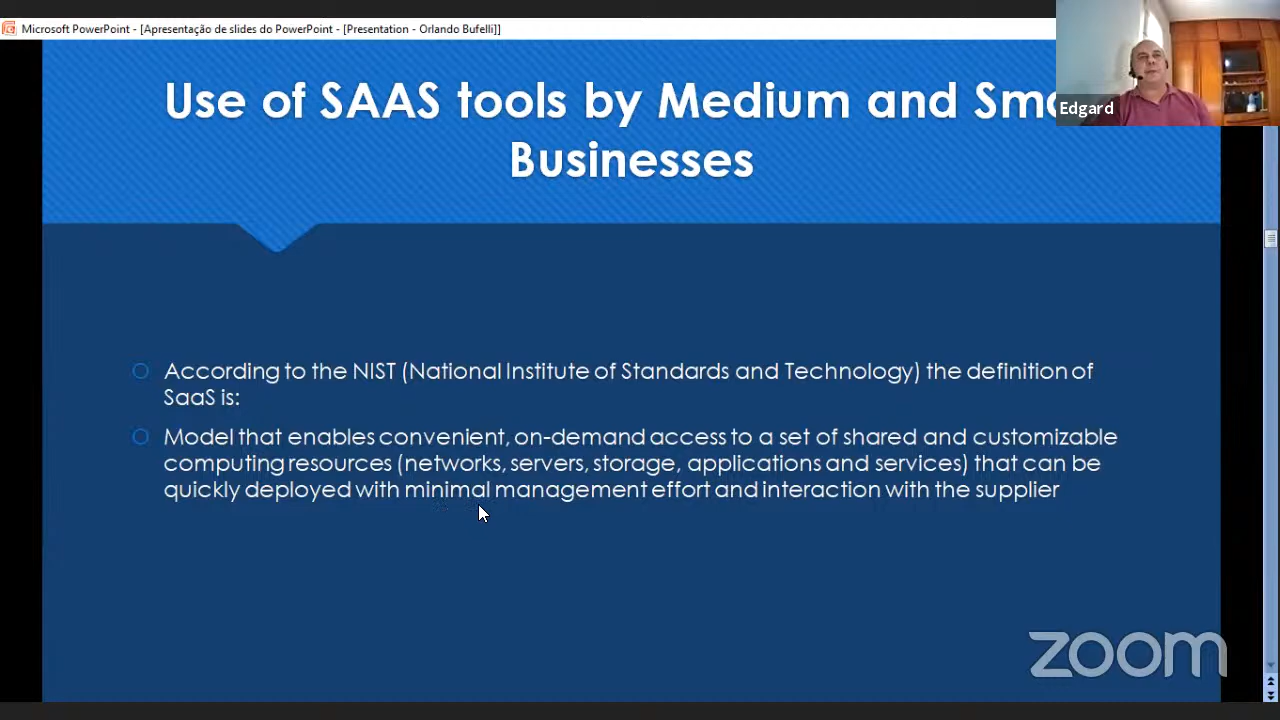 Microsoft PowerPoint - [Apresentação de slides do PowerPoint - [Presentation - Orlando Bufelli]]
Use of SAAS tools by Medium and Sma
Businesses
Edgard
According to the NIST (National Institute of Standards and Technology) the definition of
SaaS is:
Model that enables convenient, on-demand access to a set of shared and customizable
computing resources (networks, servers, storage, applications and services) that can be
quickly deployed with minimal management effort and interaction with the supplier
zoom